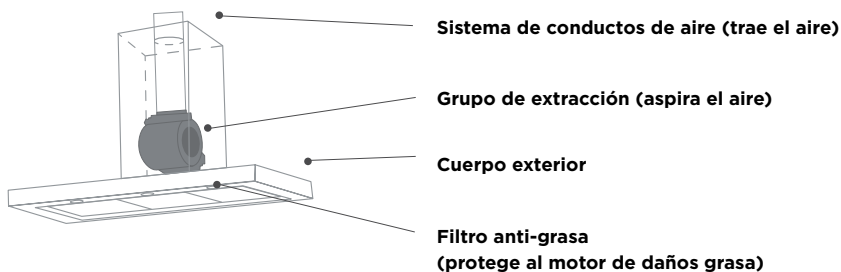 Sistema de conductos de aire (trae el aire)
Grupo de extracción (aspira el aire)
Cuerpo exterior
Filtro anti-grasa
(protege al motor de daños grasa)